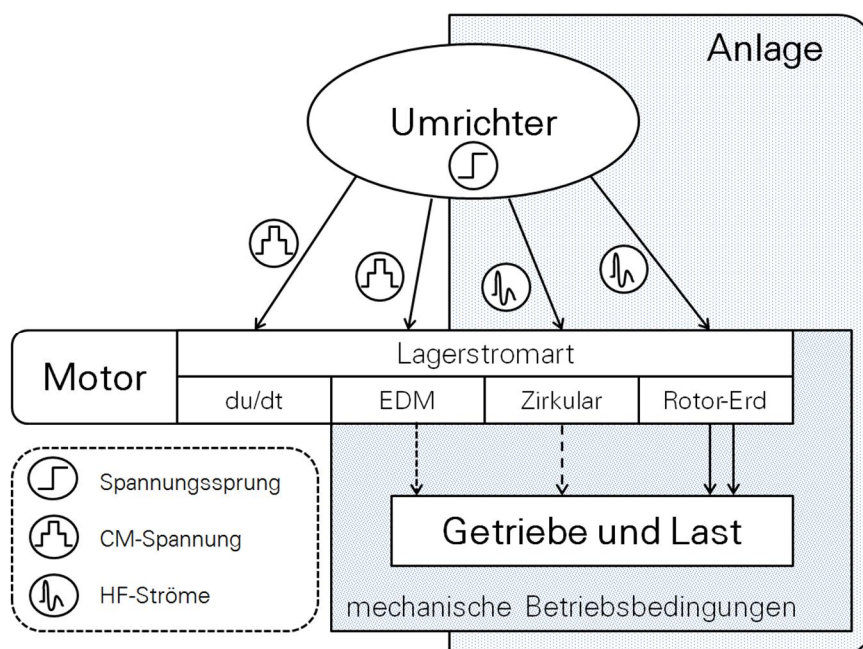 Anlage
Umrichter
Motor
Lagerstromart
du/dt
EDM
Zirkular
Rotor-Erd
Spannungssprung
CM-Spannung
HF-Ströme
Getriebe und Last
mechanische Betriebsbedingungen